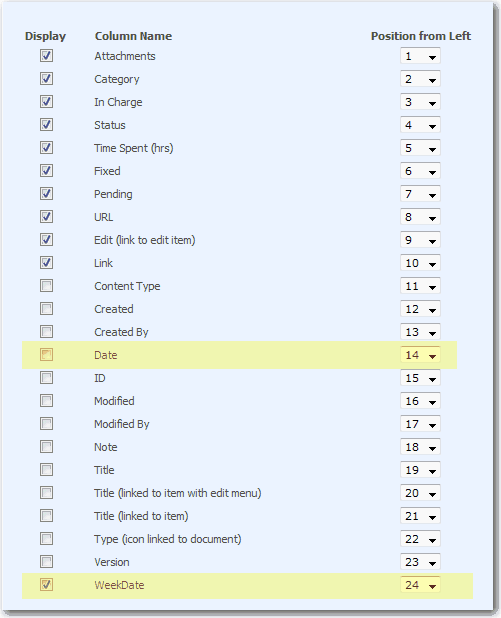 Display Column Name Position from Left
Attachments 1
Category 2
In Charge 3
Status 4
Time Spent (hrs) 5
Fixed 6
Pending 7
URL 8
Edit (link to edit item) 9
Link 10
Content Type 11
Created 12
Created By 13
Date 14
ID 15
Modified 16
Modified By 17
Note 18
Title 19
Title (linked to item with edit menu) 20
Title (linked to item) 21
Type (icon linked to document) 22
Version 23
WeekDate 24